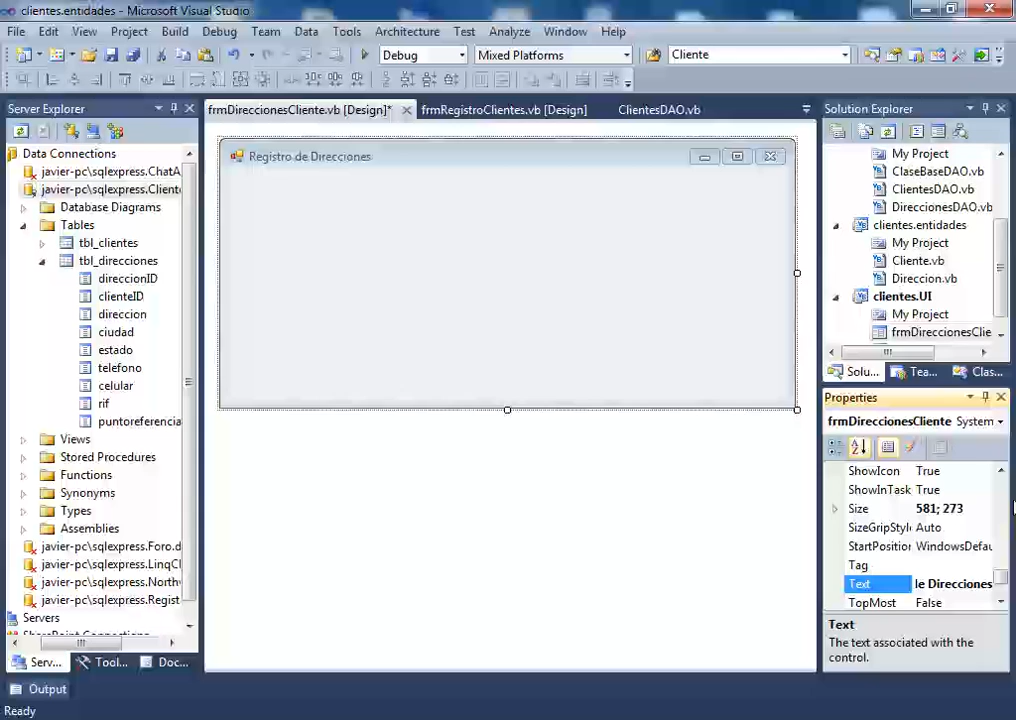 clientes.entidades - Microsoft Visual Studio
File Edit View Project Build Debug Team Data Tools Architecture Test Analyze Window Help
Debug Mixed Platforms Cliente
Server Explorer
Data Connections
javier-pc\sqlexpress.ChatA
javier-pc\sqlexpress.Cliente
Database Diagrams
Tables
tbl_clientes
tbl_direcciones
direccionID
clienteID
direccion
ciudad
estado
telefono
celular
rif
puntoreferencia
Views
Stored Procedures
Functions
Synonyms
Types
Assemblies
javier-pc\sqlexpress.Foro.d
javier-pc\sqlexpress.LinqCl
javier-pc\sqlexpress.Northv
javier-pc\sqlexpress.Regist
Servers
SharePoint Connections
Serv... Tool... Doc...
frmDireccionesCliente.vb [Design]* frmRegistroClientes.vb [Design] ClientesDAO.vb
Registro de Direcciones
Solution Explorer
My Project
ClaseBaseDAO.vb
ClientesDAO.vb
DireccionesDAO.vb
clientes.entidades
My Project
Cliente.vb
Direccion.vb
clientes.UI
My Project
frmDireccionesClie
Solu... Tea... Clas...
Properties
frmDireccionesCliente System
ShowIcon True
ShowInTask True
Size 581; 273
SizeGripStyl Auto
StartPosition WindowsDefau
Tag
Text le Direcciones
TopMost False
Text
The text associated with the
control.
Output
Ready